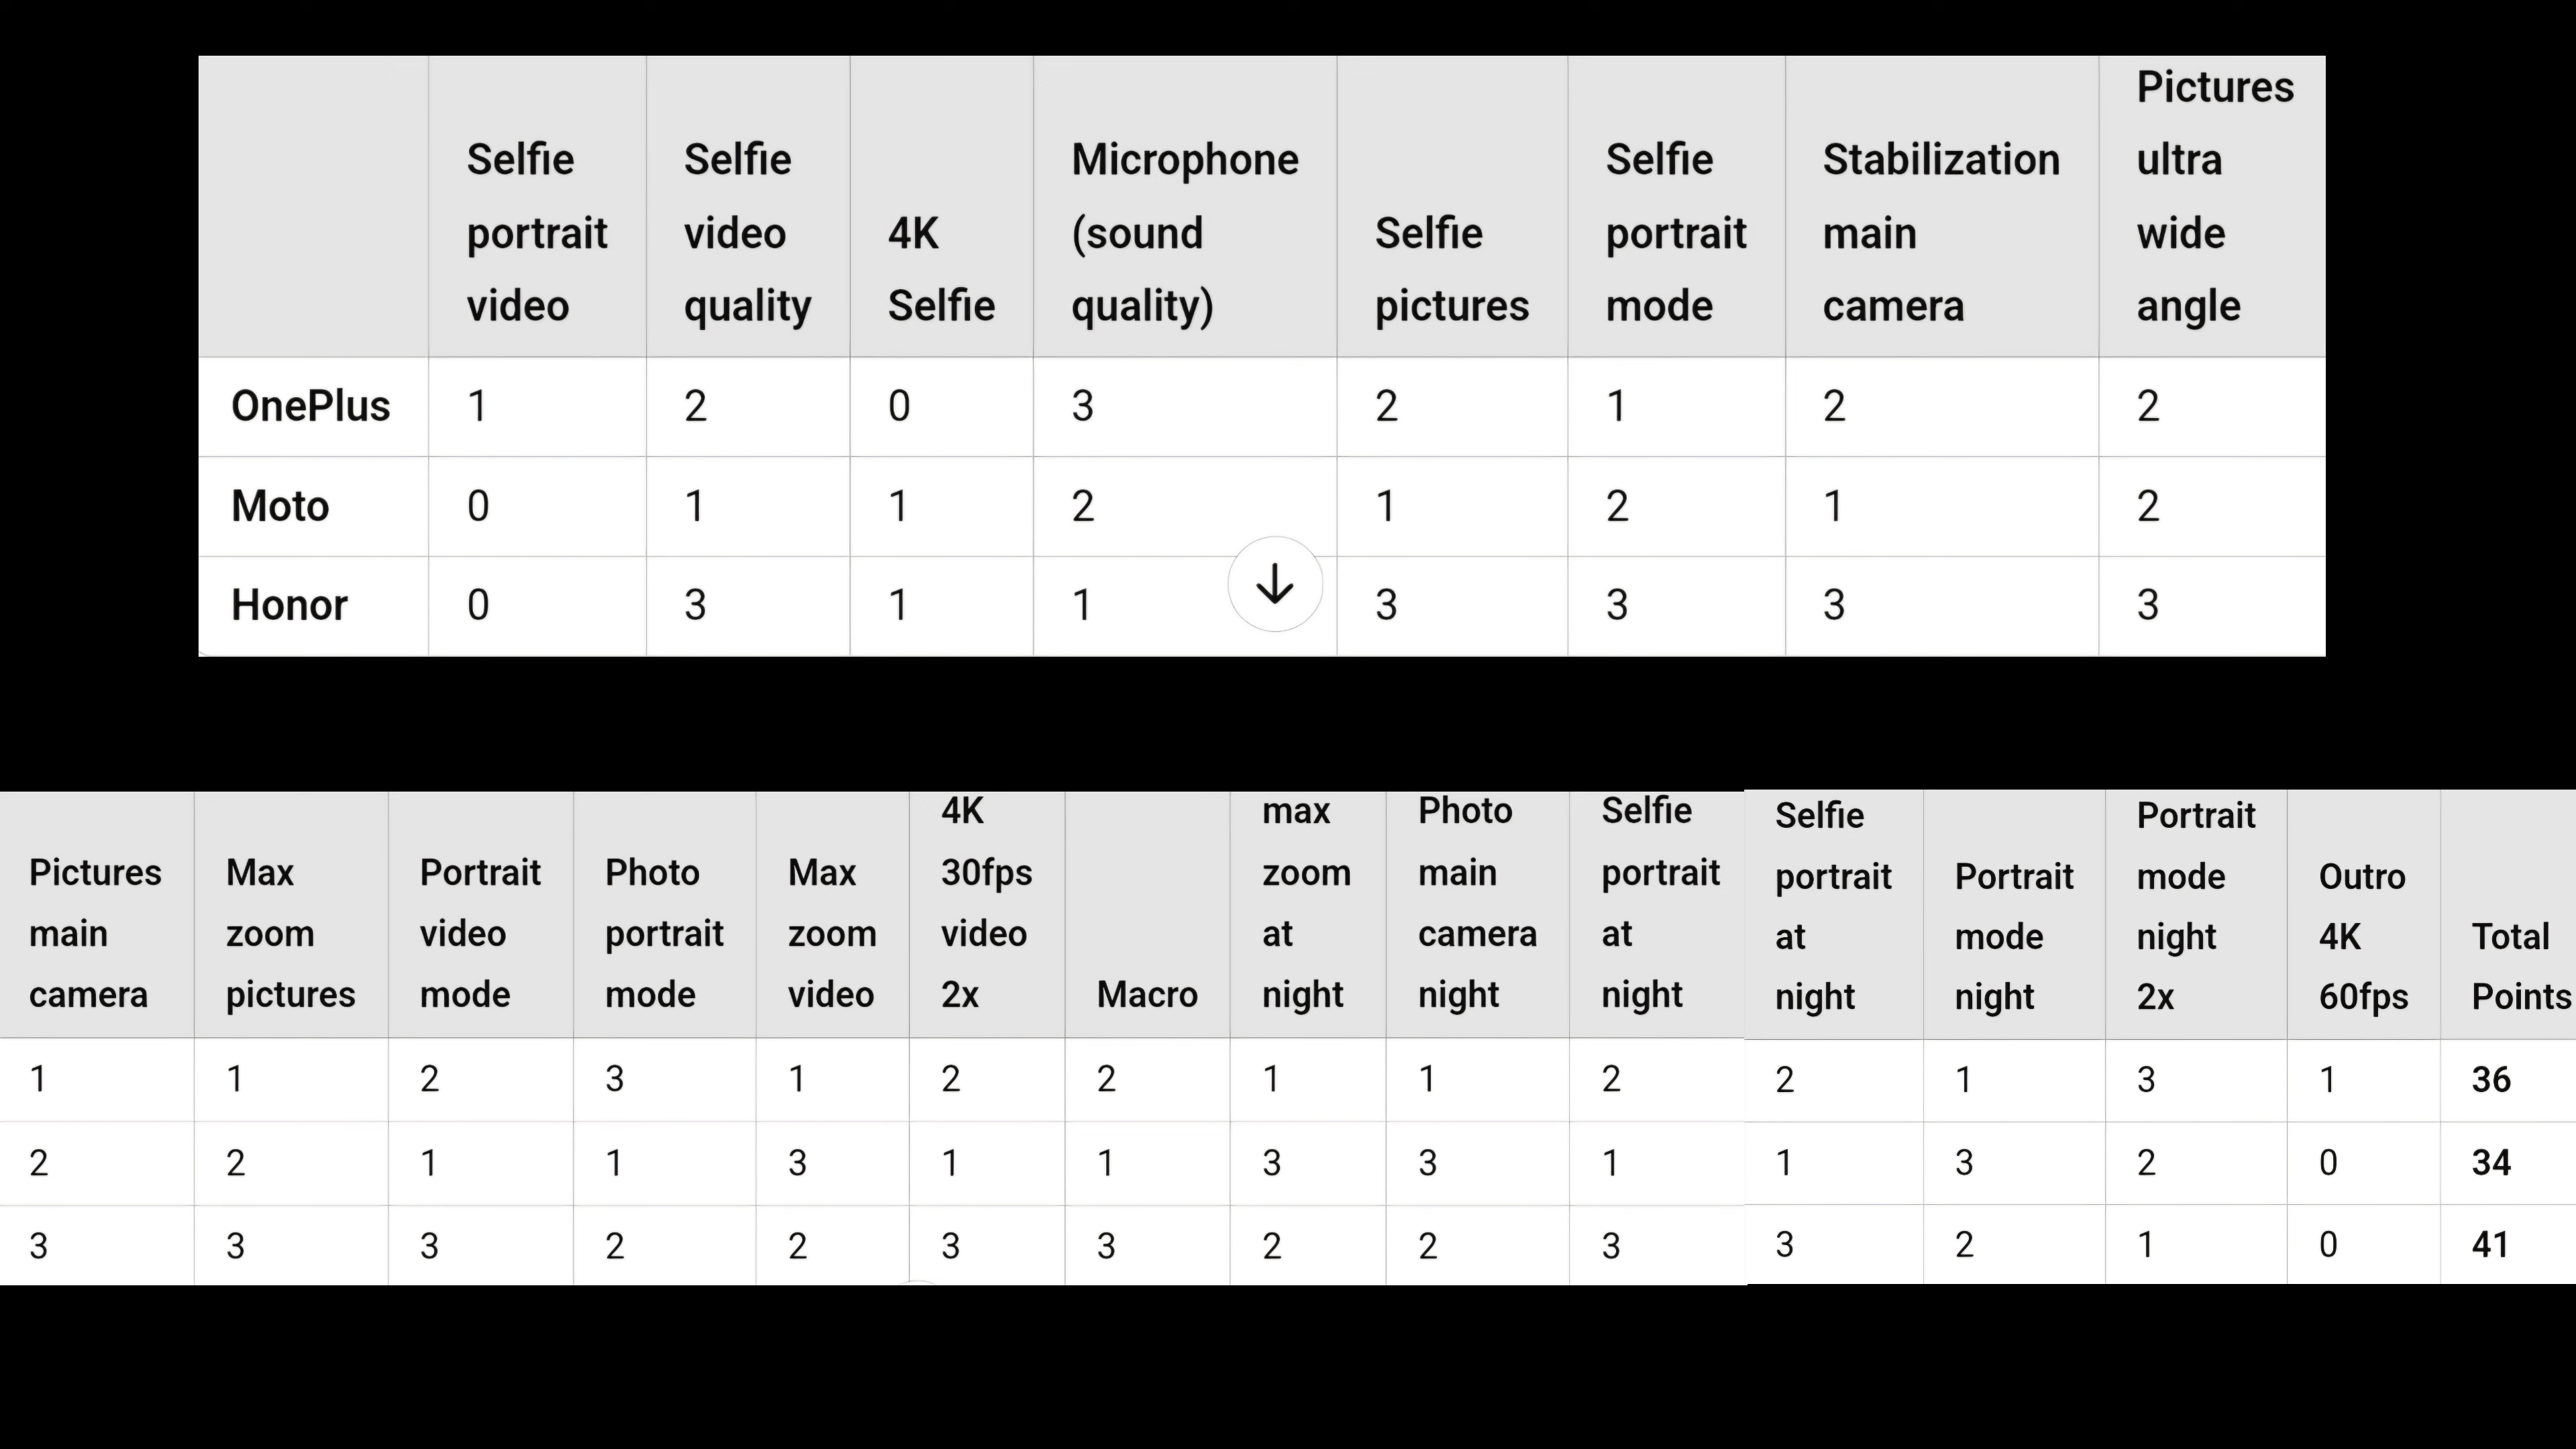 Selfie portrait video | Selfie video quality | 4K Selfie | Microphone (sound quality) | Selfie pictures | Selfie portrait mode | Stabilization main camera | Pictures ultra wide angle
OnePlus | 1 | 2 | 0 | 3 | 2 | 1 | 2 | 2
Moto | 0 | 1 | 1 | 2 | 1 | 2 | 1 | 2
Honor | 0 | 3 | 1 | 1 | 3 | 3 | 3 | 3
Pictures main camera | Max zoom pictures | Portrait video mode | Photo portrait mode | Max zoom video | 4K 30fps video 2x | Macro | max zoom at night | Photo main camera night | Selfie portrait at night | Selfie portrait at night | Portrait mode night | Portrait mode night 2x | Outro 4K 60fps | Total Points
1 | 1 | 2 | 3 | 1 | 2 | 2 | 1 | 1 | 2 | 2 | 1 | 3 | 1 | 36
2 | 2 | 1 | 1 | 3 | 1 | 1 | 3 | 3 | 1 | 1 | 3 | 2 | 0 | 34
3 | 3 | 3 | 2 | 2 | 3 | 3 | 2 | 2 | 3 | 3 | 2 | 1 | 0 | 41